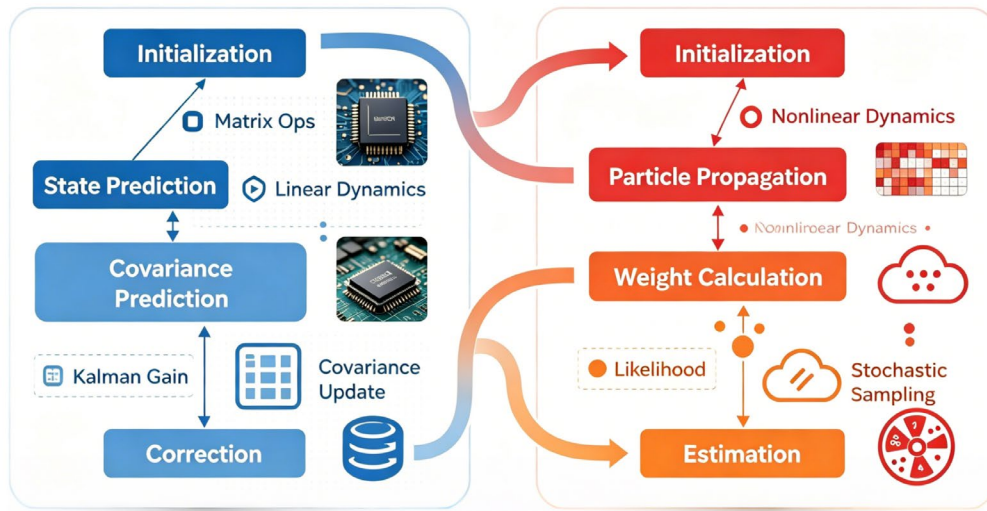 Initialization
Matrix Ops
State Prediction
Linear Dynamics
Covariance
Prediction
Kalman Gain
Covariance
Update
Correction
Initialization
Nonlinear Dynamics
Particle Propagation
Dynamics
Weight Calculation
Likelihood
Stochastic
Sampling
Estimation